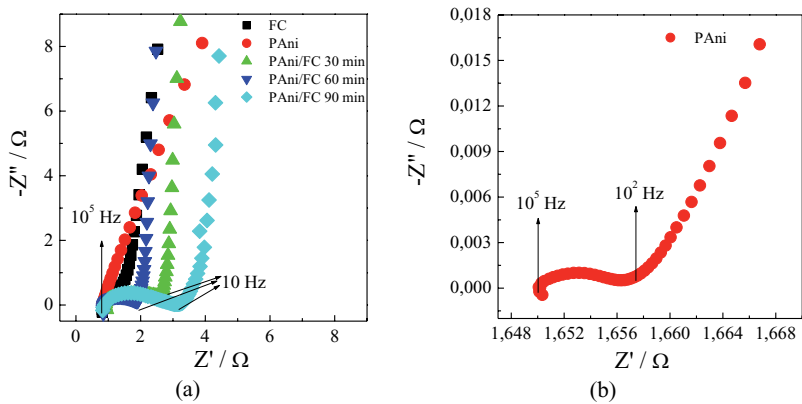 (a)
8
6
4
2
0
-Z'' / Ω
0 2 4 6 8
Z' / Ω
FC
PAni
PAni/FC 30 min
PAni/FC 60 min
PAni/FC 90 min
10⁵ Hz
10 Hz
(a)
(b)
0,018
0,015
0,012
0,009
0,006
0,003
0,000
-Z'' / Ω
1,648 1,652 1,657 1,660 1,664 1,668
Z' / Ω
PAni
10⁵ Hz
10² Hz
(b)